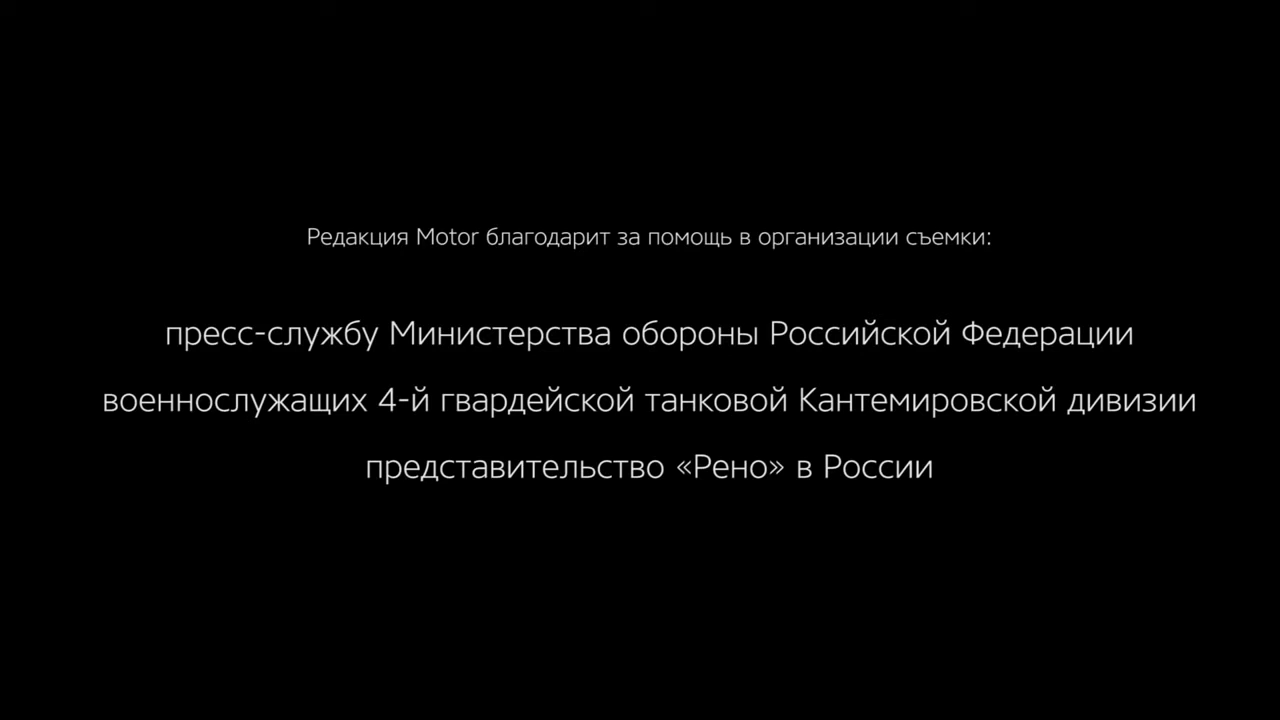 Редакция Motor благодарит за помощь в организации съемки:
пресс-службу Министерства обороны Российской Федерации
военнослужащих 4-й гвардейской танковой Кантемировской дивизии
представительство «Рено» в России